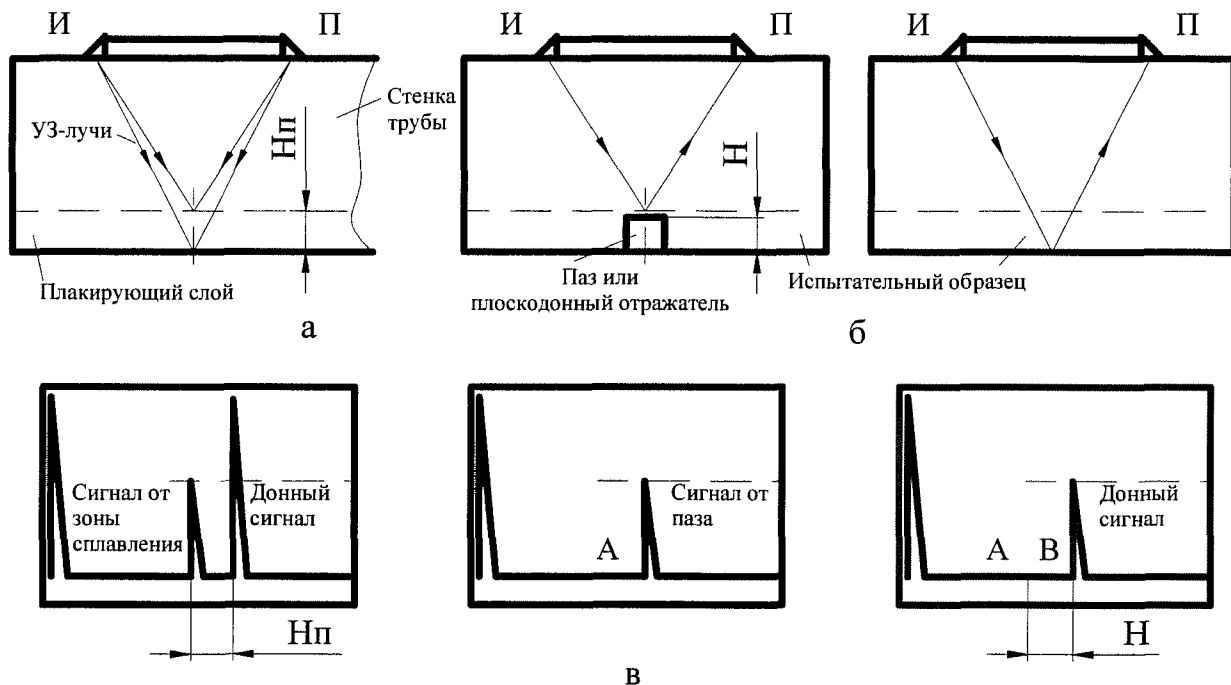 И П
И П
И П
УЗ-лучи
Нп
Стенка
трубы
Н
Плакирующий слой
Паз или
плоскодонный отражатель
Испытательный образец
а
б
Сигнал от
зоны
сплавления
Донный
сигнал
Нп
Сигнал от
паза
А
Донный
сигнал
А В
Н
в